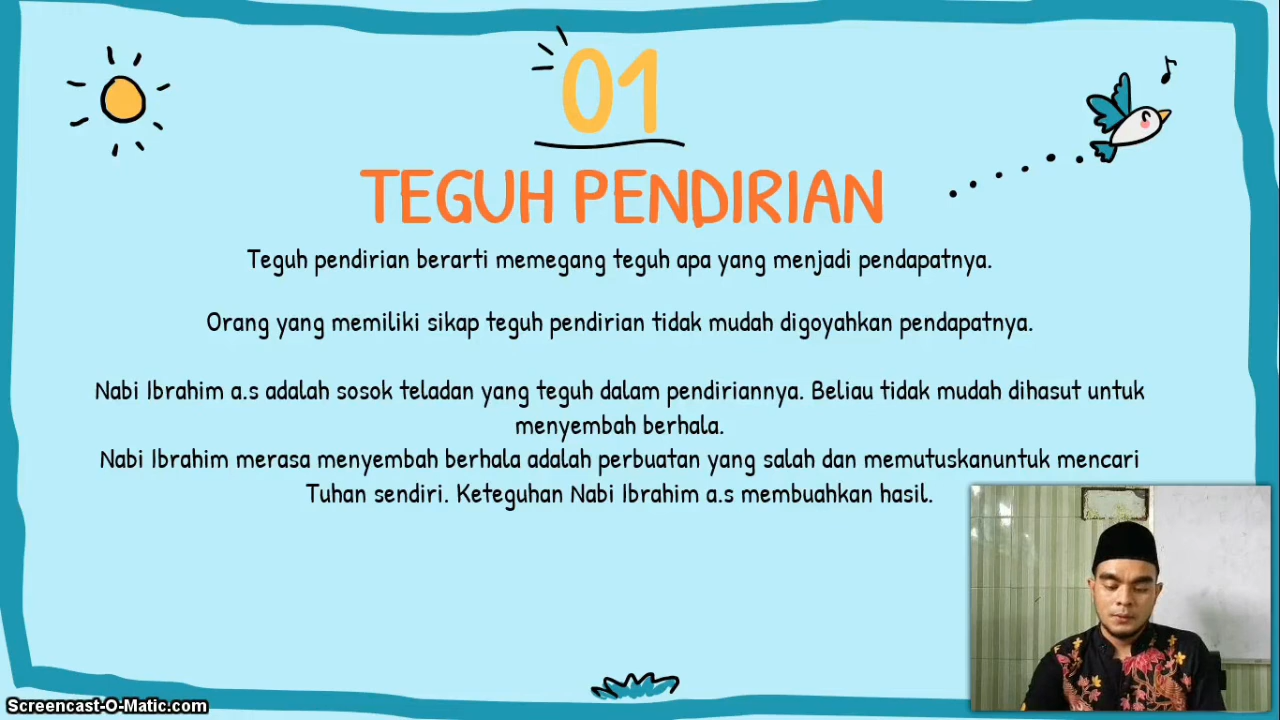 01
TEGUH PENDIRIAN
Teguh pendirian berarti memegang teguh apa yang menjadi pendapatnya.
Orang yang memiliki sikap teguh pendirian tidak mudah digoyahkan pendapatnya.
Nabi Ibrahim a.s adalah sosok teladan yang teguh dalam pendiriannya. Beliau tidak mudah dihasut untuk
menyembah berhala.
Nabi Ibrahim merasa menyembah berhala adalah perbuatan yang salah dan memutuskanuntuk mencari
Tuhan sendiri. Keteguhan Nabi Ibrahim a.s membuahkan hasil.
Screencast-O-Matic.com